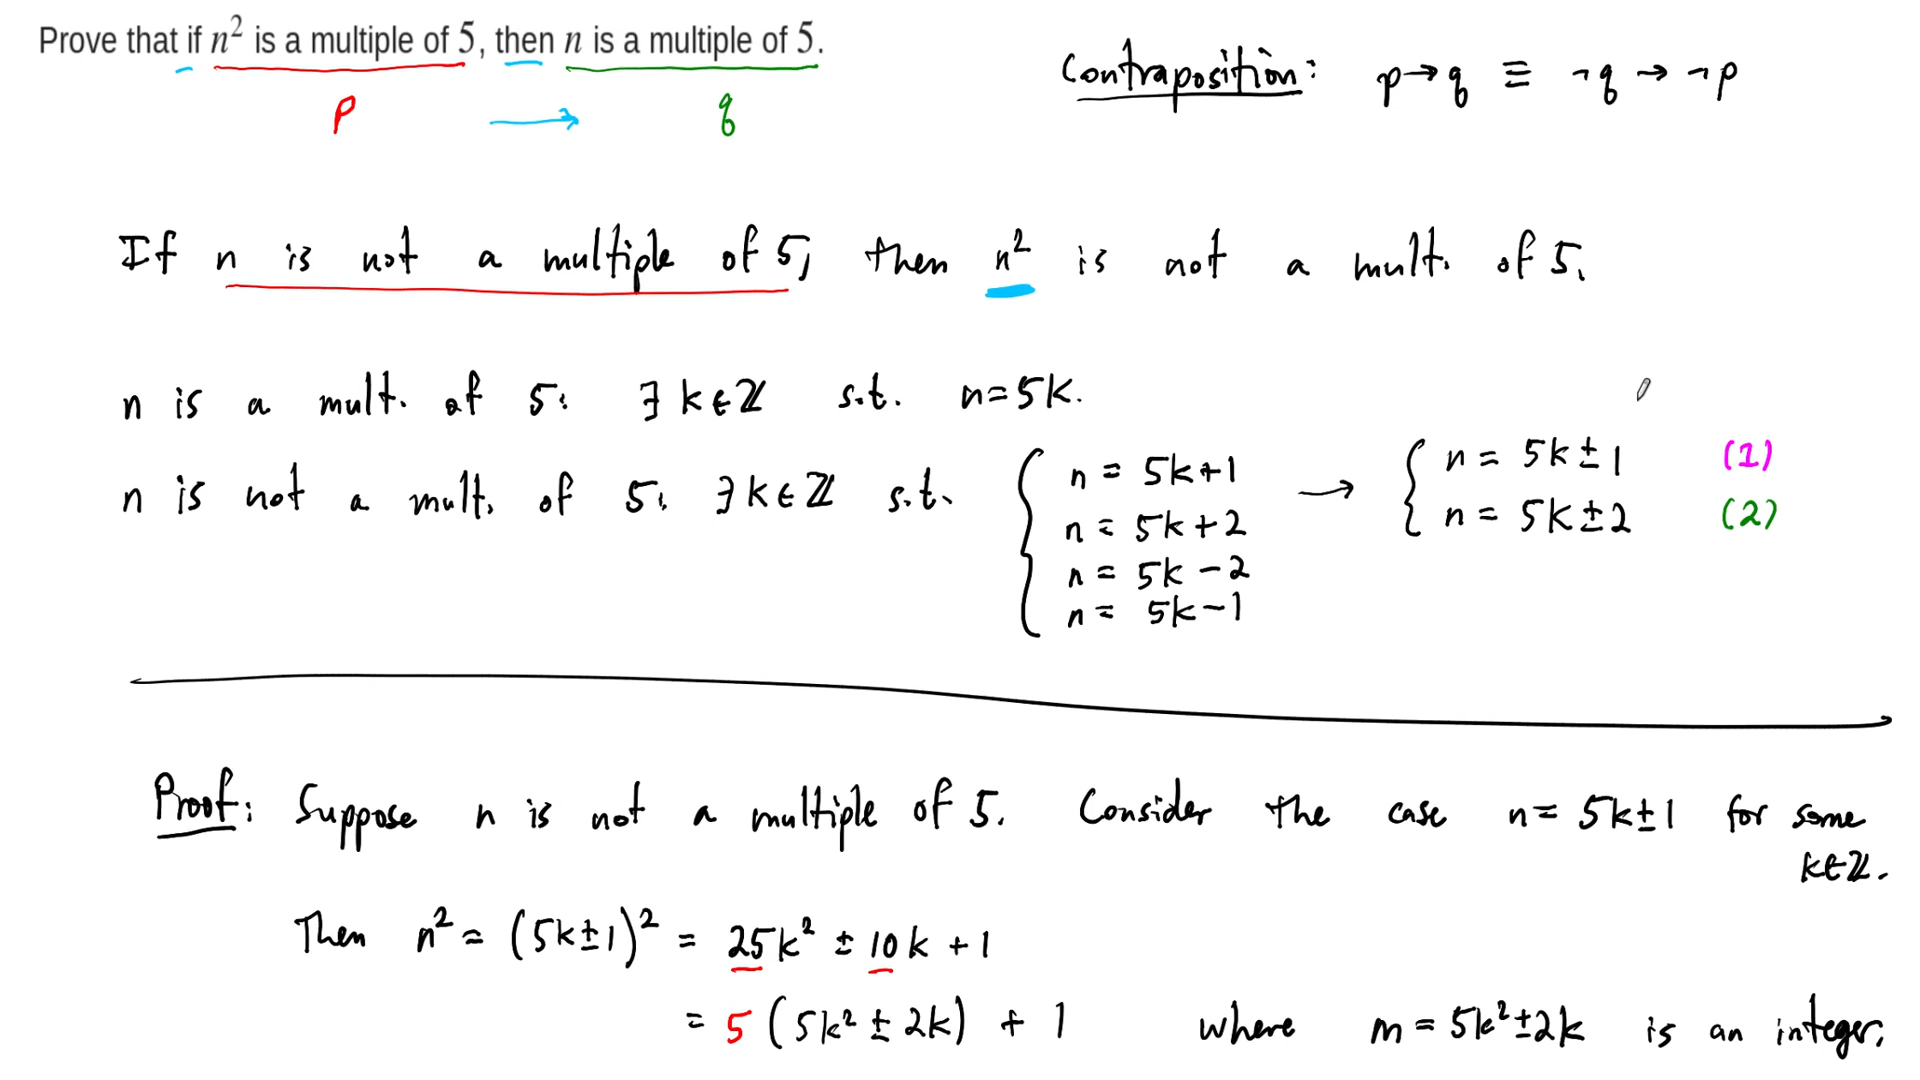 Prove that if n² is a multiple of 5, then n is a multiple of 5.
p → q
Contraposition: p→q ≡ ¬q → ¬p
If n is not a multiple of 5, then n² is not a mult. of 5.
n is a mult. of 5: ∃ k∈ℤ s.t. n=5k.
n is not a mult. of 5: ∃ k∈ℤ s.t.
n = 5k+1
n = 5k+2
n = 5k-2
n = 5k-1
→
n = 5k±1 (1)
n = 5k±2 (2)
Proof: Suppose n is not a multiple of 5. Consider the case n= 5k±1 for some
k∈ℤ.
Then n² = (5k±1)² = 25k² ± 10k + 1
= 5 (5k² ± 2k) + 1 where m = 5k²±2k is an integer.